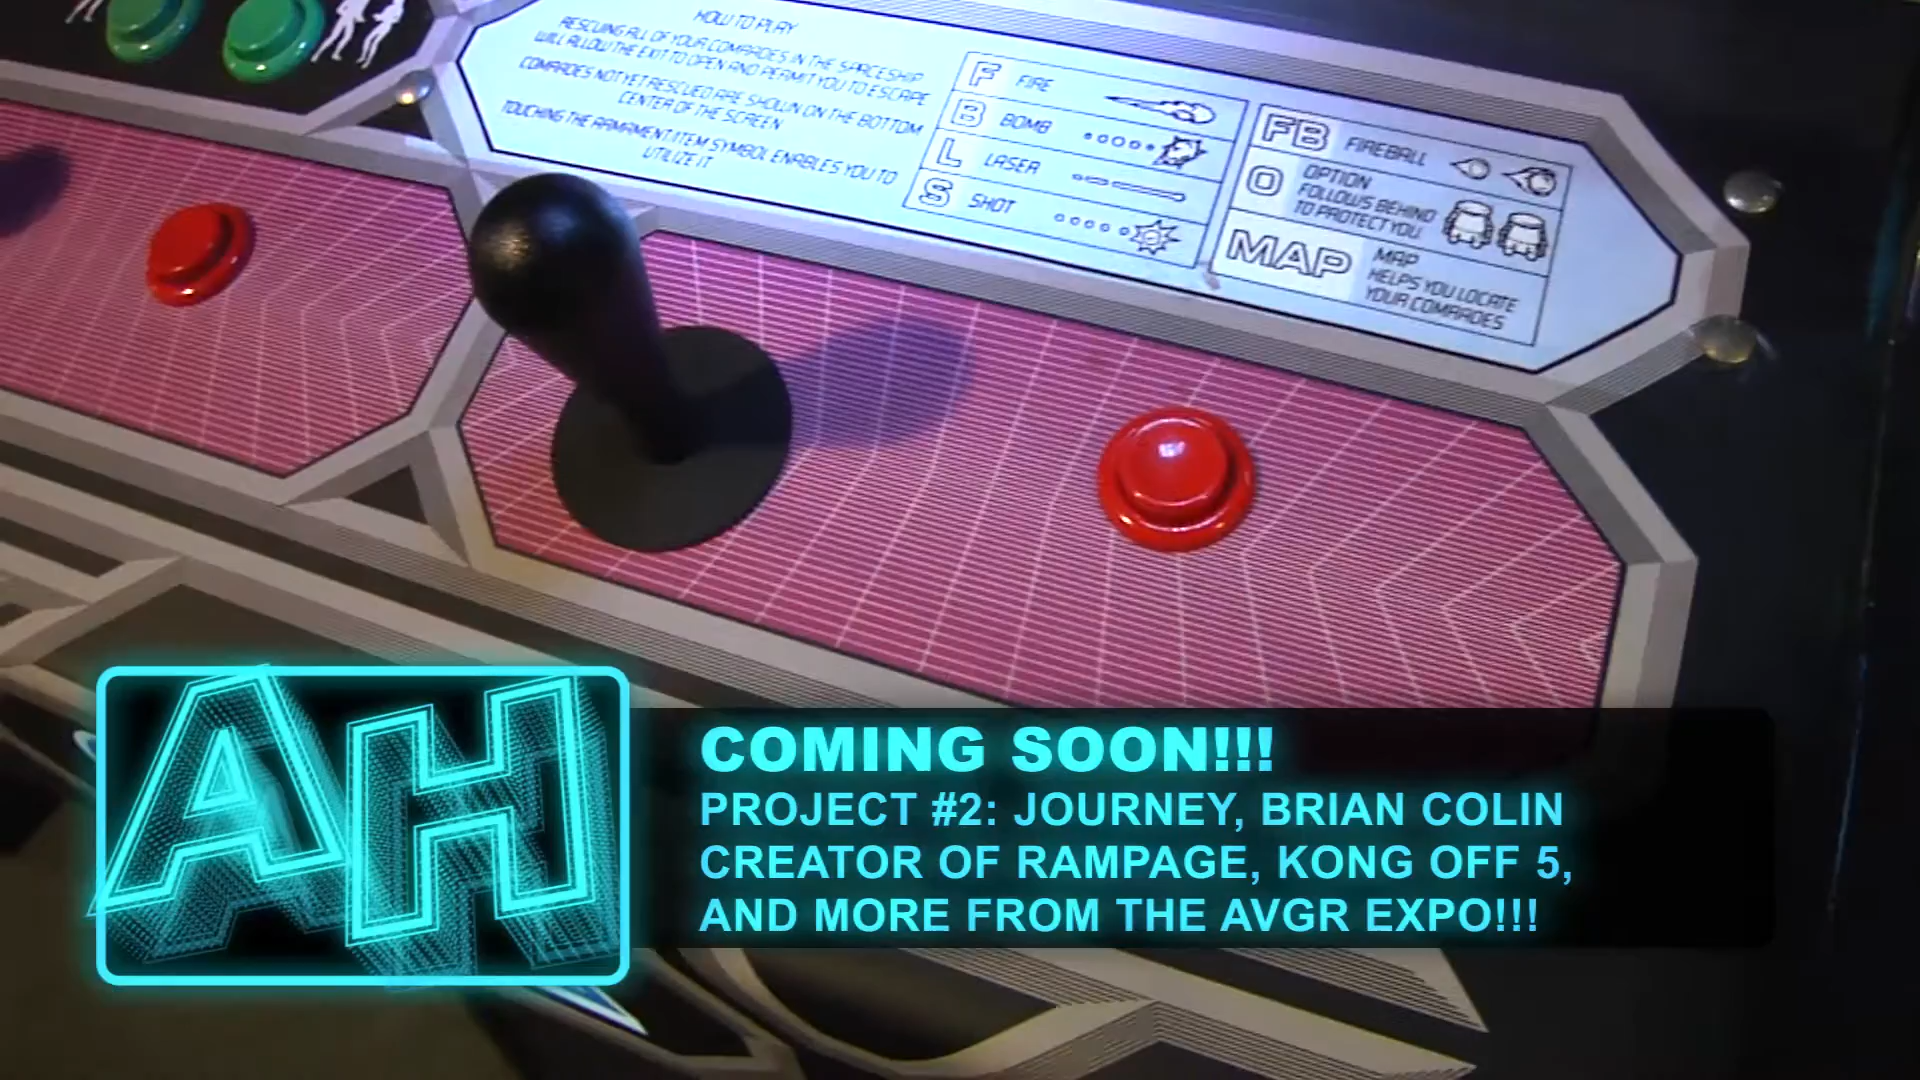 HOW TO PLAY
RESCUING ALL OF YOUR COMRADES IN THE SPACESHIP
WILL ALLOW THE EXIT TO OPEN AND PERMIT YOU TO ESCAPE
COMRADES NOT YET RESCUED ARE SHOWN ON THE BOTTOM
CENTER OF THE SCREEN
TOUCHING THE ARMAMENT ITEM SYMBOL ENABLES YOU TO
UTILIZE IT
F FIRE
B BOMB
L LASER
S SHOT
FB FIREBALL
O OPTION
FOLLOWS BEHIND
TO PROTECT YOU.
MAP MAP
HELPS YOU LOCATE
YOUR COMRADES
AH
COMING SOON!!!
PROJECT #2: JOURNEY, BRIAN COLIN
CREATOR OF RAMPAGE, KONG OFF 5,
AND MORE FROM THE AVGR EXPO!!!